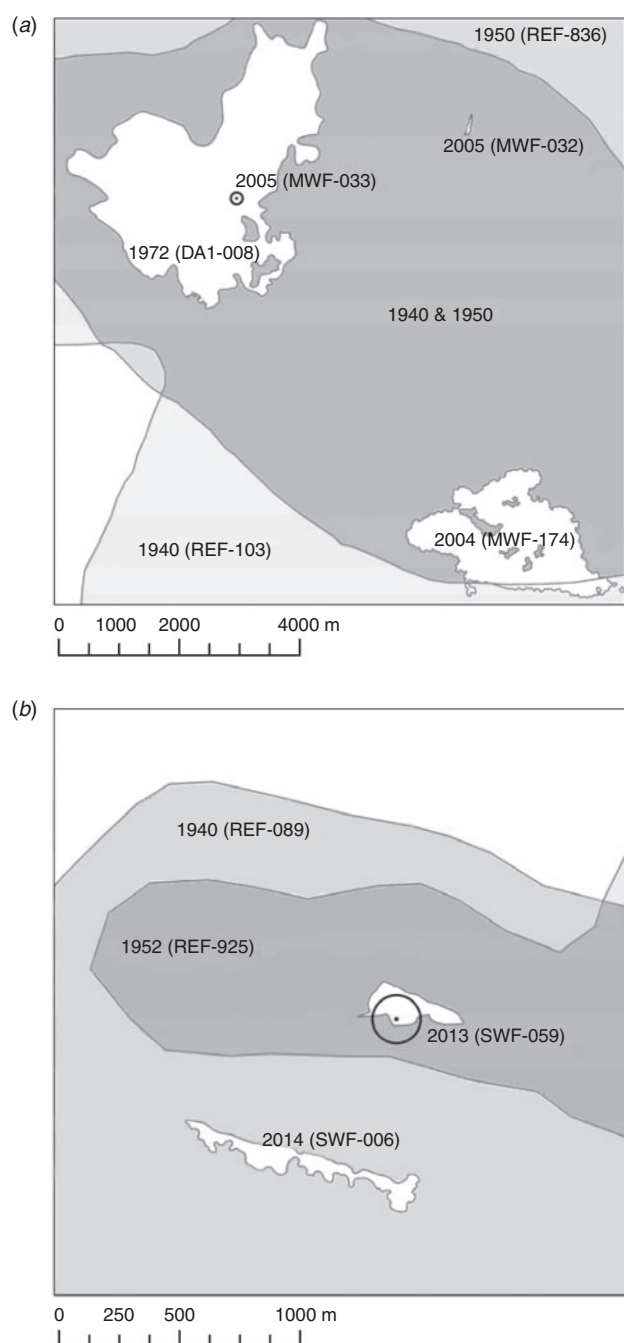 (a)
1950 (REF-836)
2005 (MWF-032)
2005 (MWF-033)
1972 (DA1-008)
1940 & 1950
2004 (MWF-174)
1940 (REF-103)
0 1000 2000 4000 m
(b)
1940 (REF-089)
1952 (REF-925)
2013 (SWF-059)
2014 (SWF-006)
0 250 500 1000 m